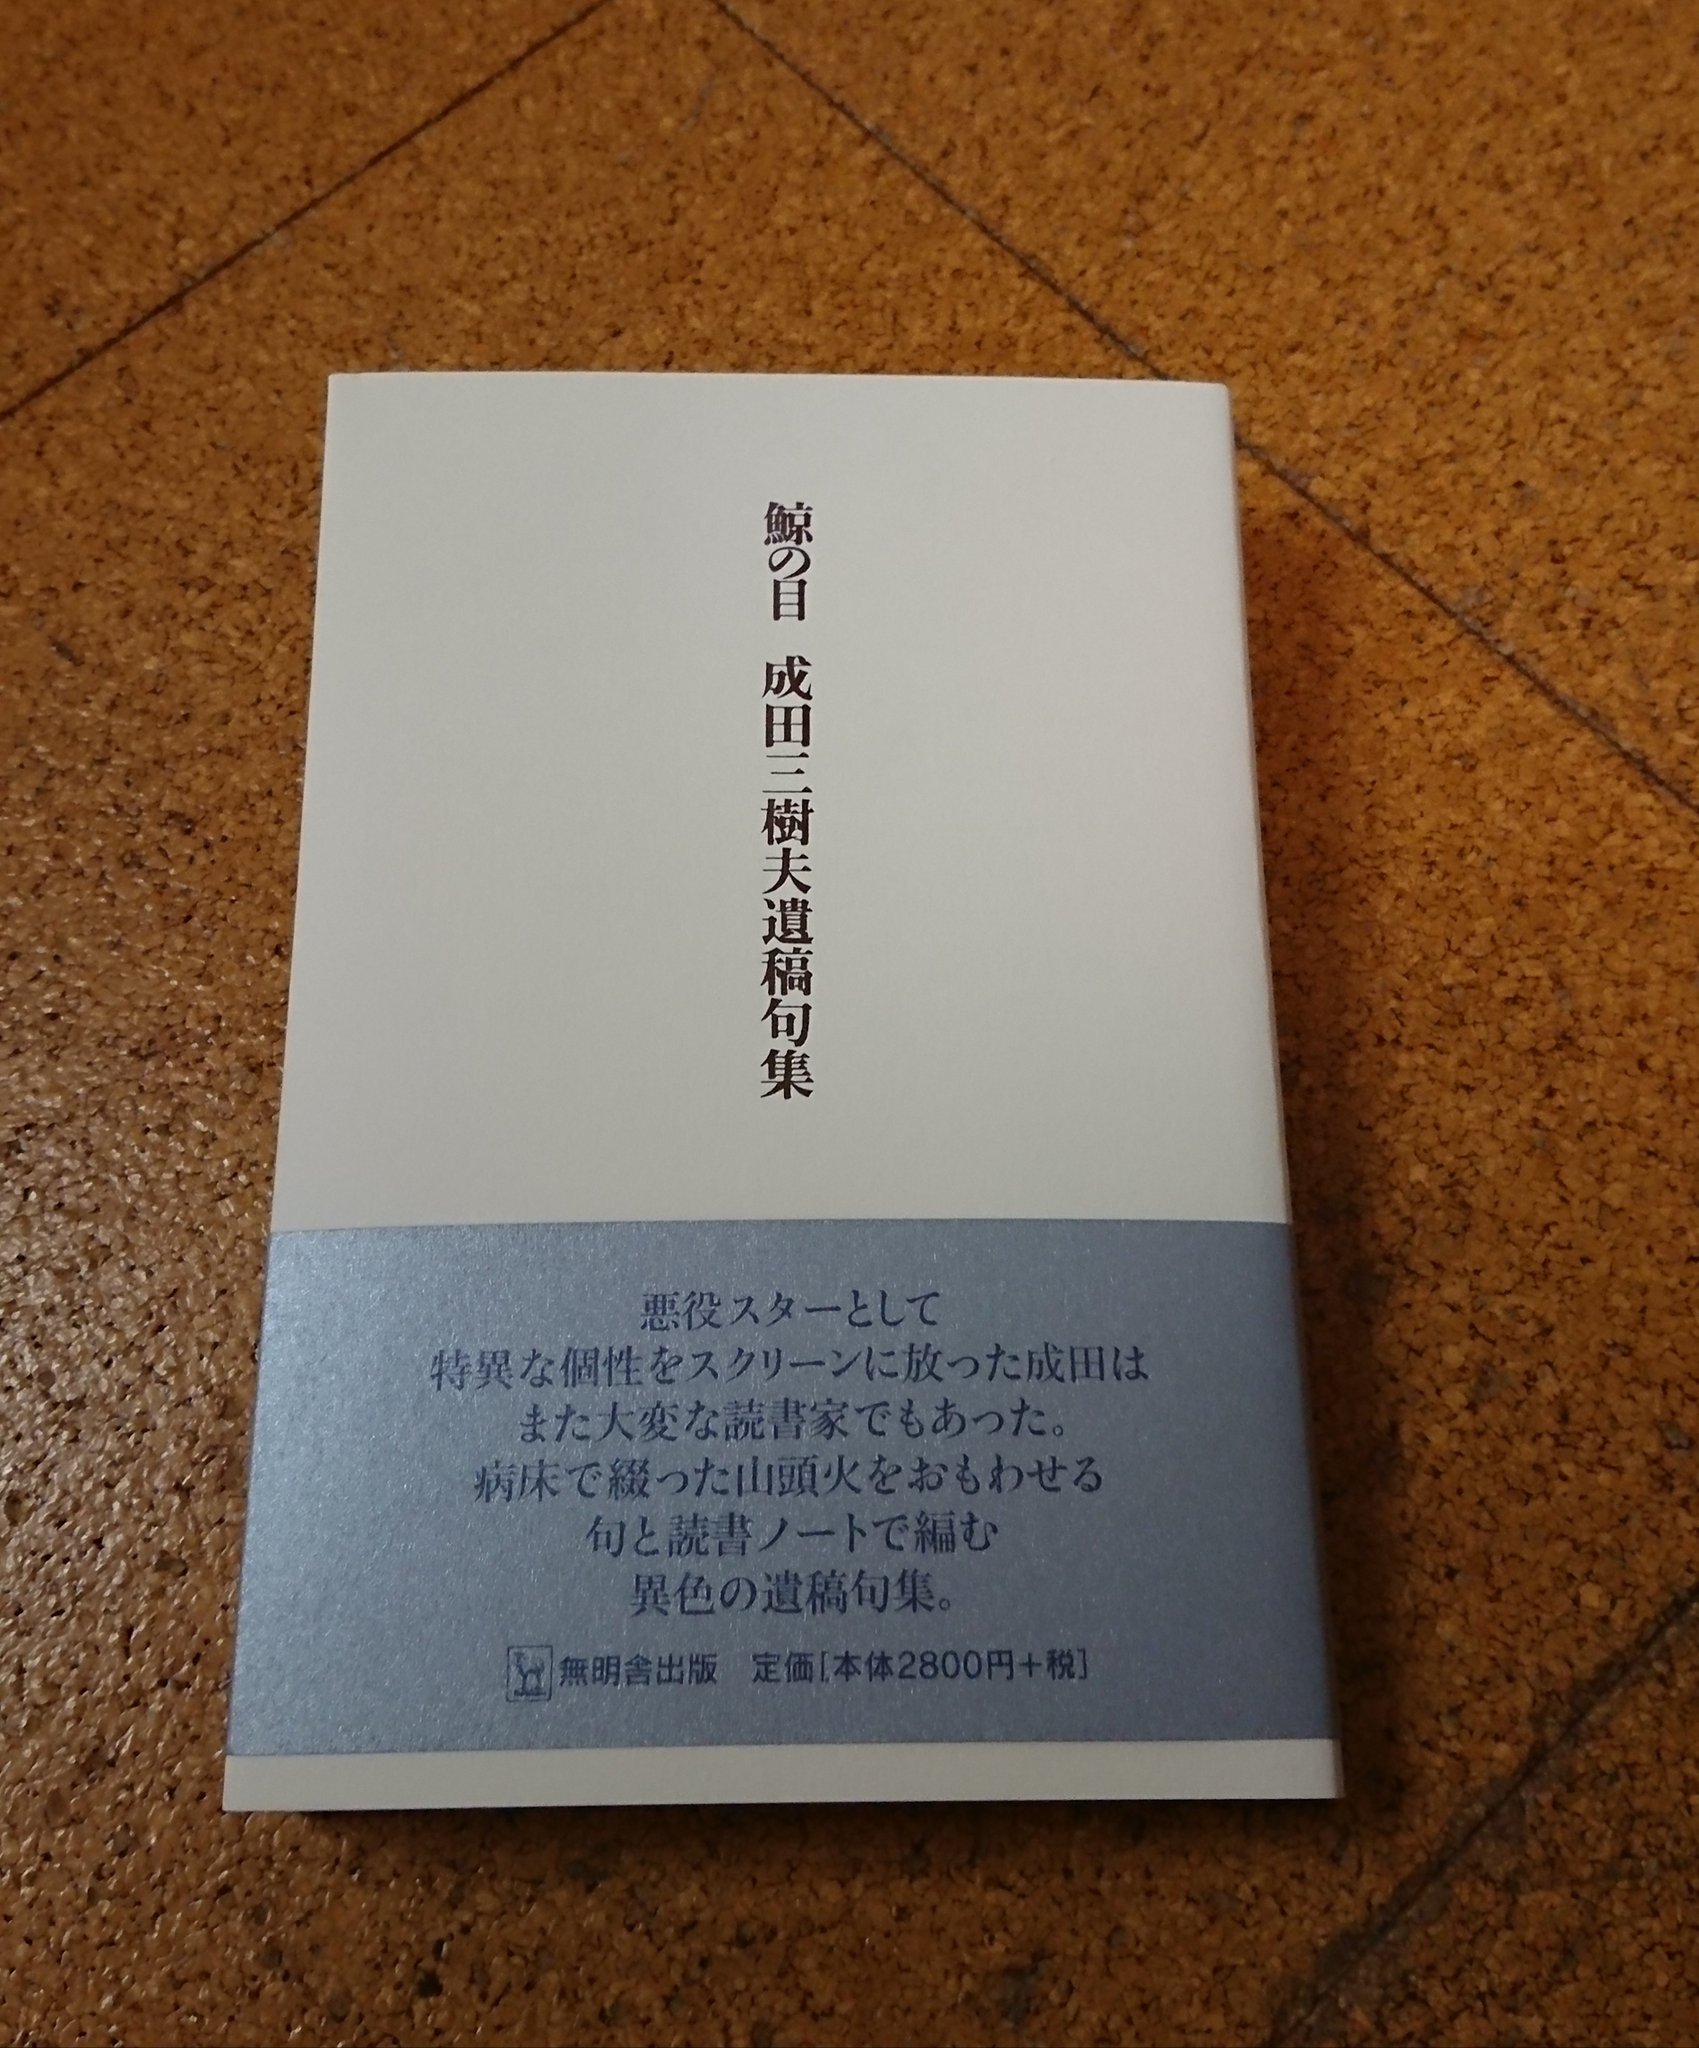 鯨の目　成田三樹夫遺稿句集
悪役スターとして
特異な個性をスクリーンに放った成田は
また大変な読書家でもあった。
病床で綴った山頭火をおもわせる
句と読書ノートで編む
異色の遺稿句集。
無明舎出版　定価[本体2800円＋税]